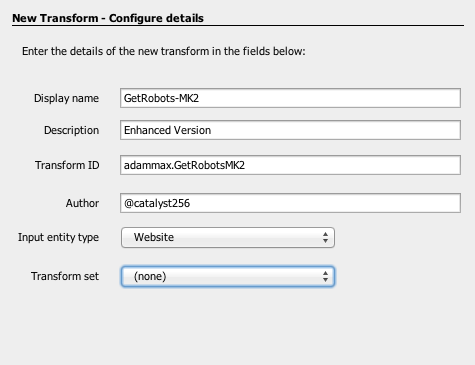 New Transform - Configure details
Enter the details of the new transform in the fields below:
Display name GetRobots-MK2
Description Enhanced Version
Transform ID adammax.GetRobotsMK2
Author @catalyst256
Input entity type Website
Transform set (none)